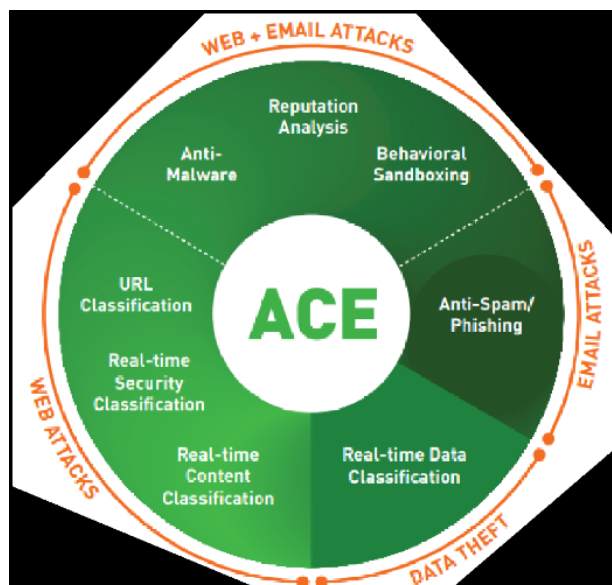 WEB + EMAIL ATTACKS
Reputation
Analysis
Anti-
Malware
Behavioral
Sandboxing
URL
Classification
ACE
Anti-Spam/
Phishing
EMAIL ATTACKS
Real-time
Security
Classification
WEB ATTACKS
Real-time
Content
Classification
Real-time Data
Classification
DATA THEFT